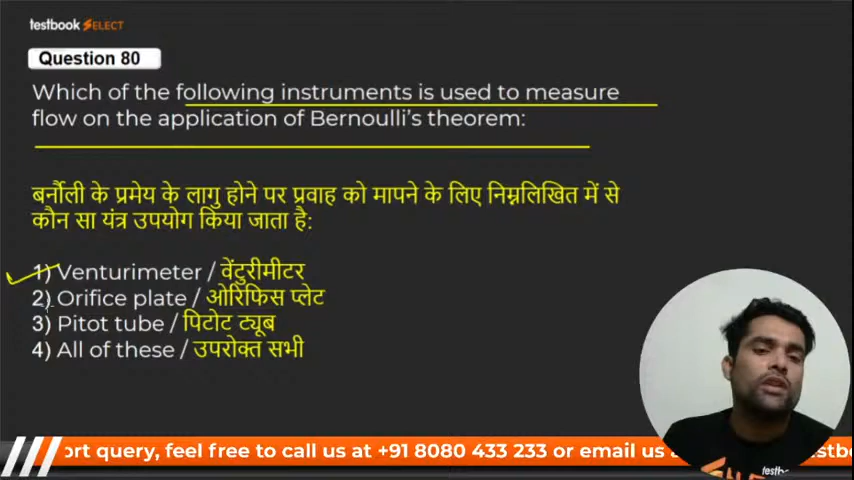 testbook SELECT
Question 80
Which of the following instruments is used to measure
flow on the application of Bernoulli's theorem:
बर्नौली के प्रमेय के लागु होने पर प्रवाह को मापने के लिए निम्नलिखित में से
कौन सा यंत्र उपयोग किया जाता है:
1) Venturimeter / वेंटुरीमीटर
2) Orifice plate / ओरिफिस प्लेट
3) Pitot tube / पिटोट ट्यूब
4) All of these / उपरोक्त सभी
ort query, feel free to call us at +91 8080 433 233 or email us
testb